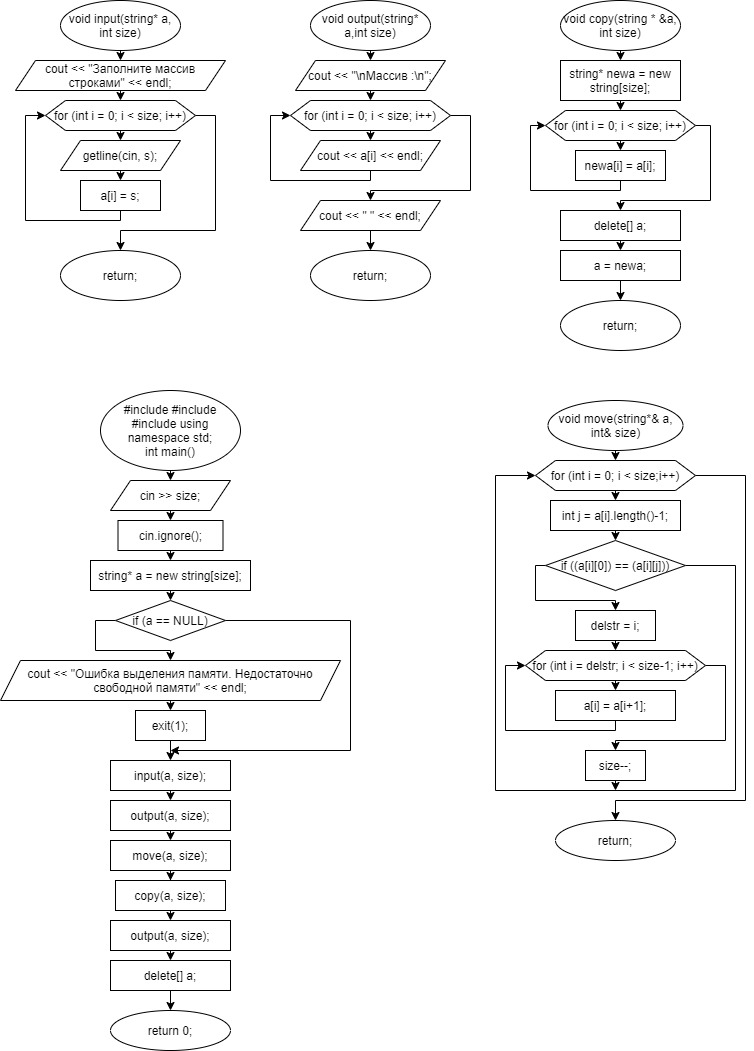 void input(string* a,
int size)
cout << "Заполните массив
строками" << endl;
for (int i = 0; i < size; i++)
getline(cin, s);
a[i] = s;
return;
void output(string*
a,int size)
cout << "\nМассив :\n";
for (int i = 0; i < size; i++)
cout << a[i] << endl;
cout << " " << endl;
return;
void copy(string * &a,
int size)
string* newa = new
string[size];
for (int i = 0; i < size; i++)
newa[i] = a[i];
delete[] a;
a = newa;
return;
#include #include
#include using
namespace std;
int main()
cin >> size;
cin.ignore();
string* a = new string[size];
if (a == NULL)
cout << "Ошибка выделения памяти. Недостаточно
свободной памяти" << endl;
exit(1);
input(a, size);
output(a, size);
move(a, size);
copy(a, size);
output(a, size);
delete[] a;
return 0;
void move(string*& a,
int& size)
for (int i = 0; i < size;i++)
int j = a[i].length()-1;
if ((a[i][0]) == (a[i][j]))
delstr = i;
for (int i = delstr; i < size-1; i++)
a[i] = a[i+1];
size--;
return;